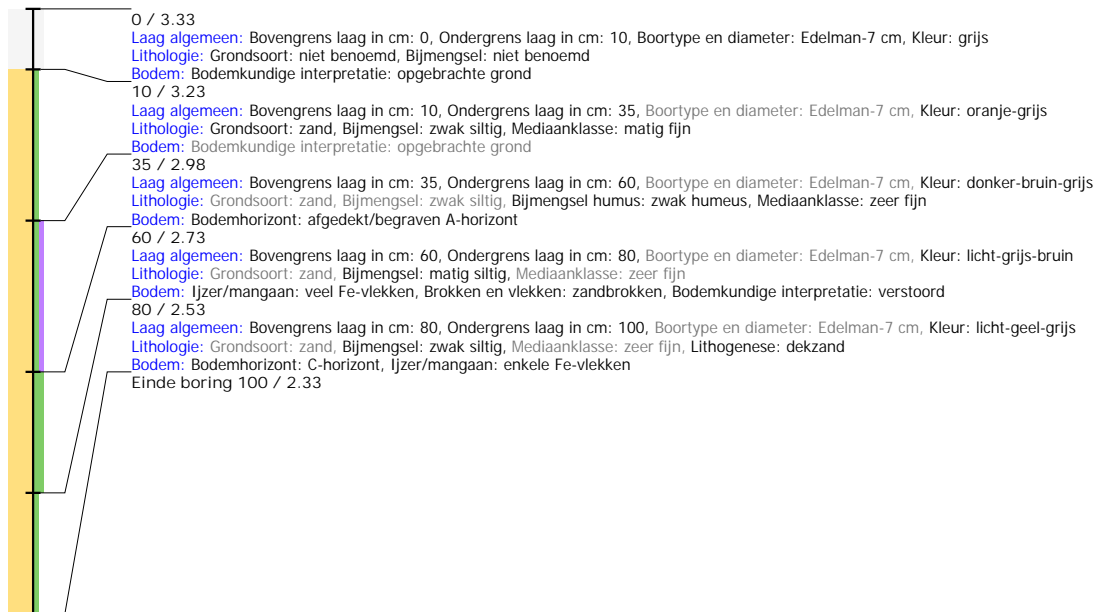 0 / 3.33
Laag algemeen: Bovengrens laag in cm: 0, Ondergrens laag in cm: 10, Boortype en diameter: Edelman-7 cm, Kleur: grijs
Lithologie: Grondsoort: niet benoemd, Bijmengsel: niet benoemd
Bodem: Bodemkundige interpretatie: opgebrachte grond
10 / 3.23
Laag algemeen: Bovengrens laag in cm: 10, Ondergrens laag in cm: 35, Boortype en diameter: Edelman-7 cm, Kleur: oranje-grijs
Lithologie: Grondsoort: zand, Bijmengsel: zwak siltig, Mediaanklasse: matig fijn
Bodem: Bodemkundige interpretatie: opgebrachte grond
35 / 2.98
Laag algemeen: Bovengrens laag in cm: 35, Ondergrens laag in cm: 60, Boortype en diameter: Edelman-7 cm, Kleur: donker-bruin-grijs
Lithologie: Grondsoort: zand, Bijmengsel: zwak siltig, Bijmengsel humus: zwak humeus, Mediaanklasse: zeer fijn
Bodem: Bodemhorizont: afgedekt/begraven A-horizont
60 / 2.73
Laag algemeen: Bovengrens laag in cm: 60, Ondergrens laag in cm: 80, Boortype en diameter: Edelman-7 cm, Kleur: licht-grijs-bruin
Lithologie: Grondsoort: zand, Bijmengsel: matig siltig, Mediaanklasse: zeer fijn
Bodem: Ijzer/mangaan: veel Fe-vlekken, Brokken en vlekken: zandbrokken, Bodemkundige interpretatie: verstoord
80 / 2.53
Laag algemeen: Bovengrens laag in cm: 80, Ondergrens laag in cm: 100, Boortype en diameter: Edelman-7 cm, Kleur: licht-geel-grijs
Lithologie: Grondsoort: zand, Bijmengsel: zwak siltig, Mediaanklasse: zeer fijn, Lithogenese: dekzand
Bodem: Bodemhorizont: C-horizont, Ijzer/mangaan: enkele Fe-vlekken
Einde boring 100 / 2.33